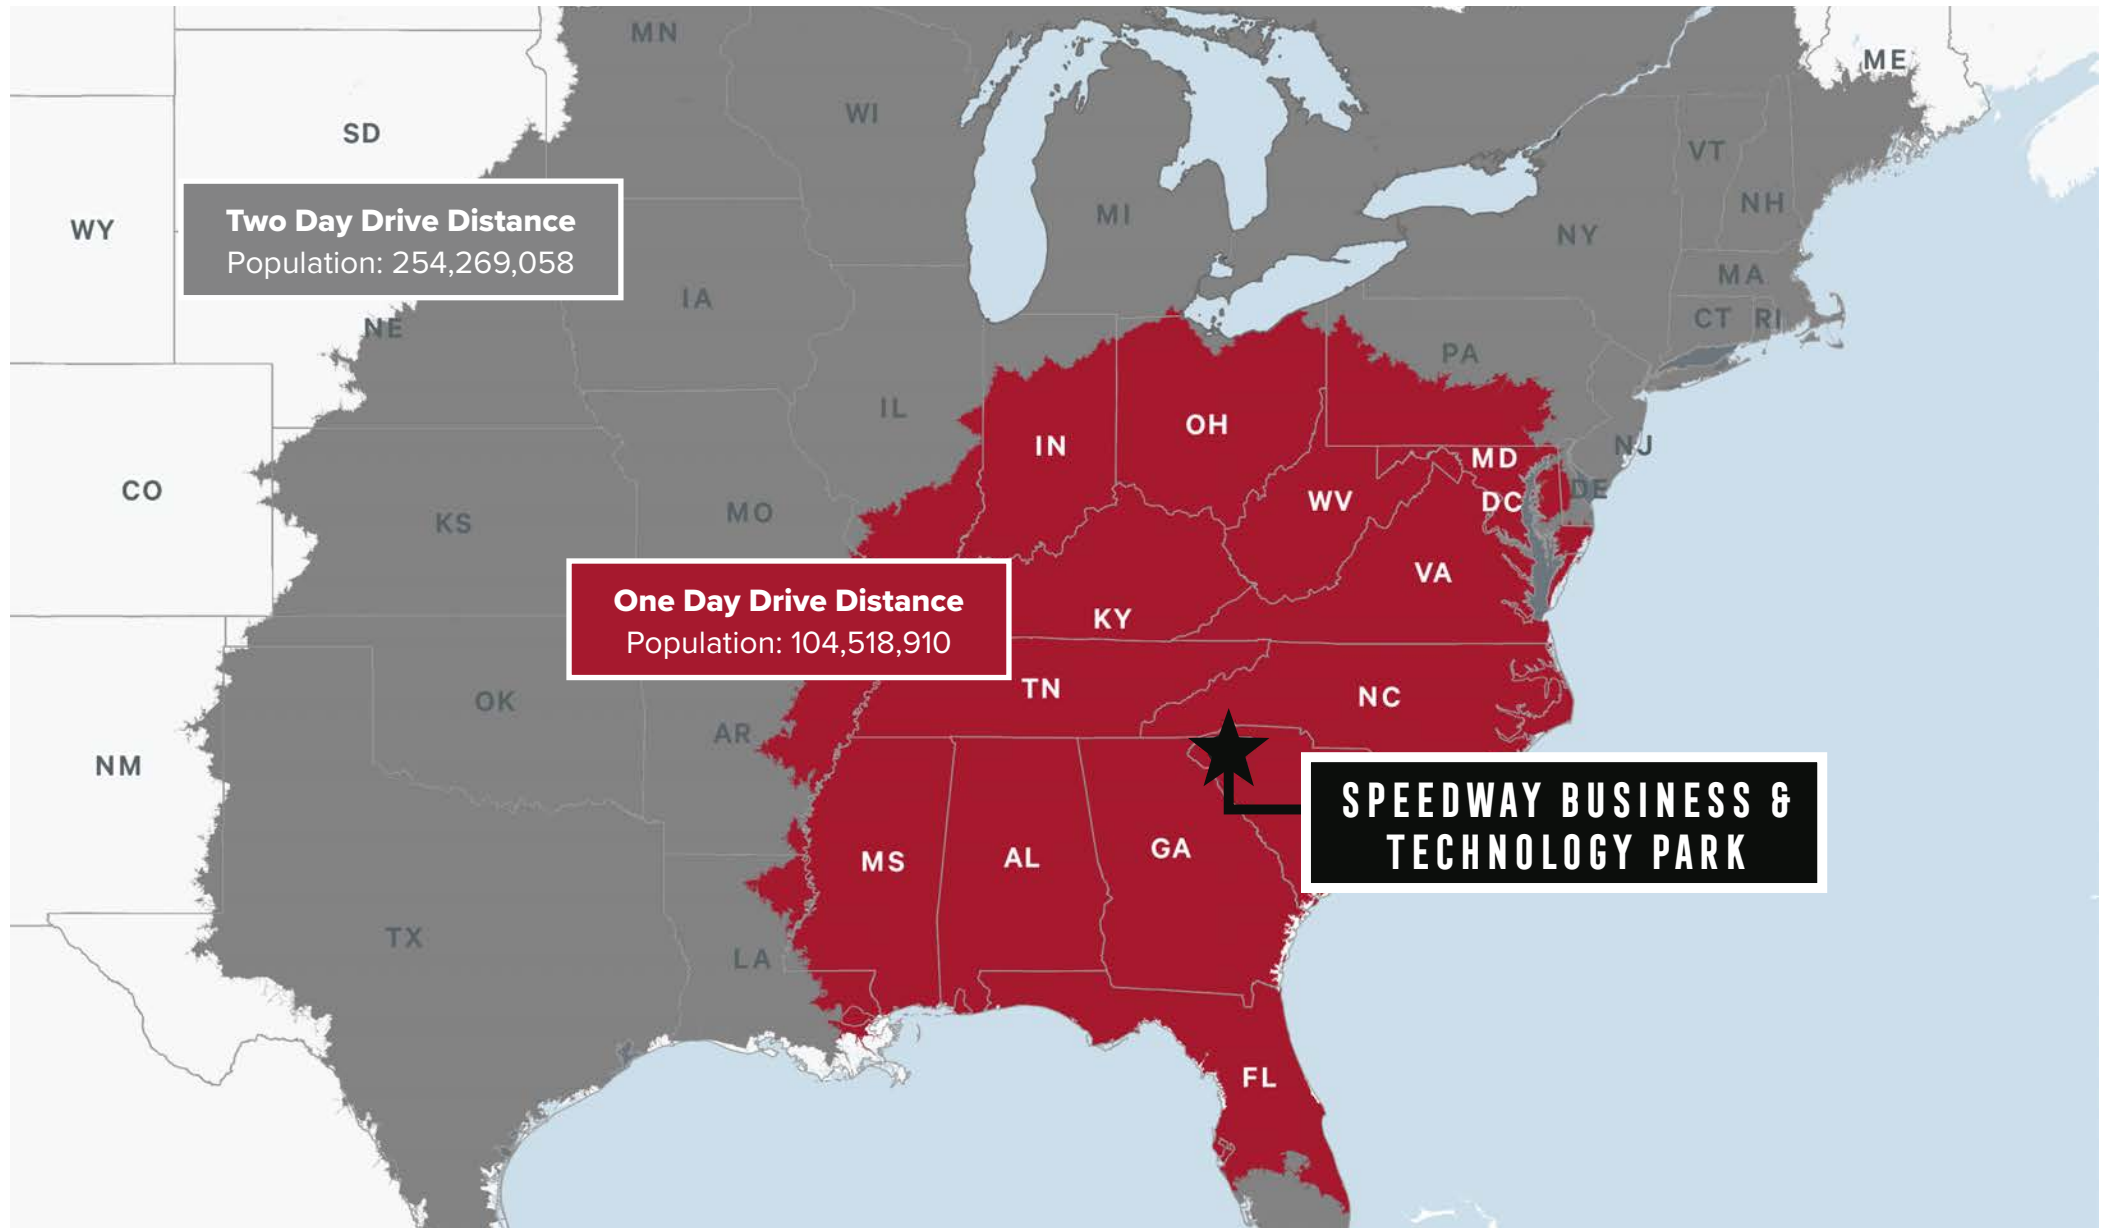 MN
ME
WI
SD
VT
NH
WY
MI
NY
Two Day Drive Distance
Population: 254,269,058
MA
IA
NE
CT
RI
PA
IL
OH
IN
NJ
MD
CO
DE
WV
DC
KS
MO
VA
One Day Drive Distance
Population: 104,518,910
KY
TN
NC
OK
AR
NM
SPEEDWAY BUSINESS &
TECHNOLOGY PARK
GA
MS
AL
TX
LA
FL